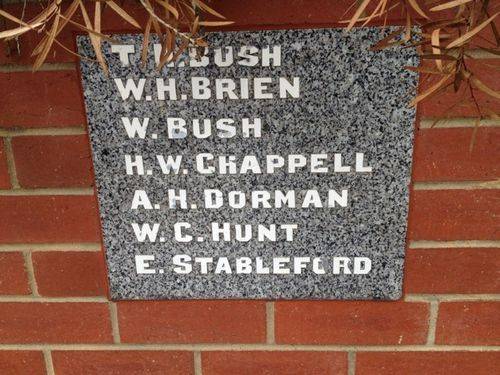 T.H.BUSH
W.H.BRIEN
W. BUSH
H.W. CHAPPELL
A.H. DORMAN
W. C. HUNT
E. STABLEFORD